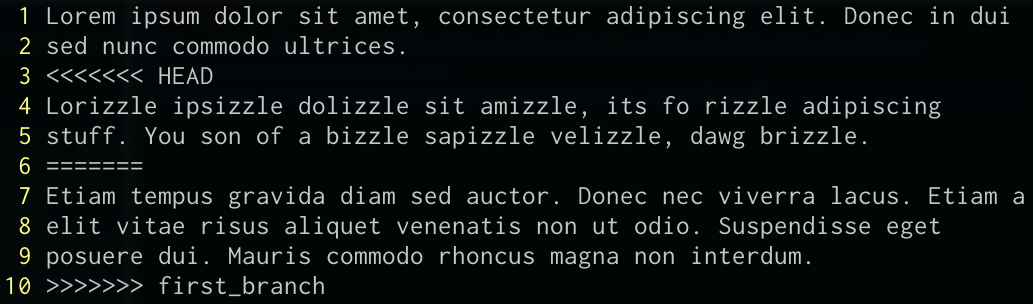 1 Lorem ipsum dolor sit amet, consectetur adipiscing elit. Donec in dui
2 sed nunc commodo ultrices.
3 <<<<<<< HEAD
4 Lorizzle ipsizzle dolizzle sit amizzle, its fo rizzle adipiscing
5 stuff. You son of a bizzle sapizzle velizzle, dawg brizzle.
6 =======
7 Etiam tempus gravida diam sed auctor. Donec nec viverra lacus. Etiam a
8 elit vitae risus aliquet venenatis non ut odio. Suspendisse eget
9 posuere dui. Mauris commodo rhoncus magna non interdum.
10 >>>>>>> first_branch